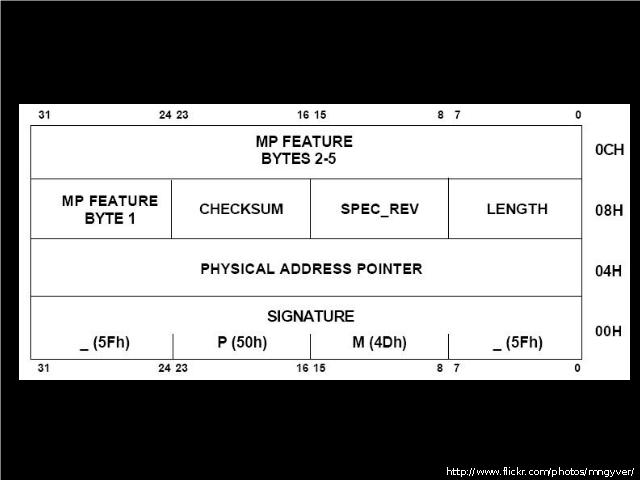 31 24 23 16 15 8 7 0
MP FEATURE
BYTES 2-5
0CH
MP FEATURE
BYTE 1
CHECKSUM
SPEC_REV
LENGTH
08H
PHYSICAL ADDRESS POINTER
04H
SIGNATURE
00H
_ (5Fh) P (50h) M (4Dh) _ (5Fh)
31 24 23 16 15 8 7 0
http://www.flickr.com/photos/mngyver/